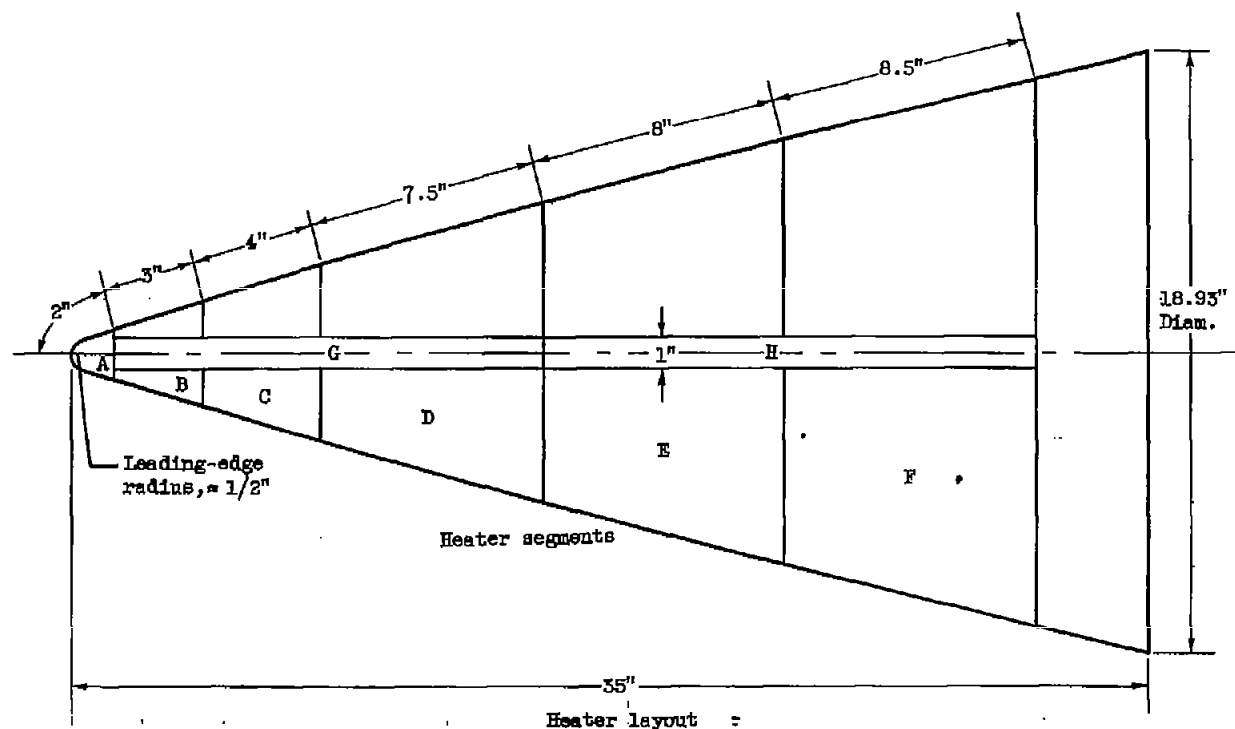 8.5"
8"
7.5"
4"
3"
2"
18.93"
Diam.
G
1"
H
A
B
C
D
E
F
Leading-edge
radius, ≈ 1/2"
Heater segments
35"
Heater layout